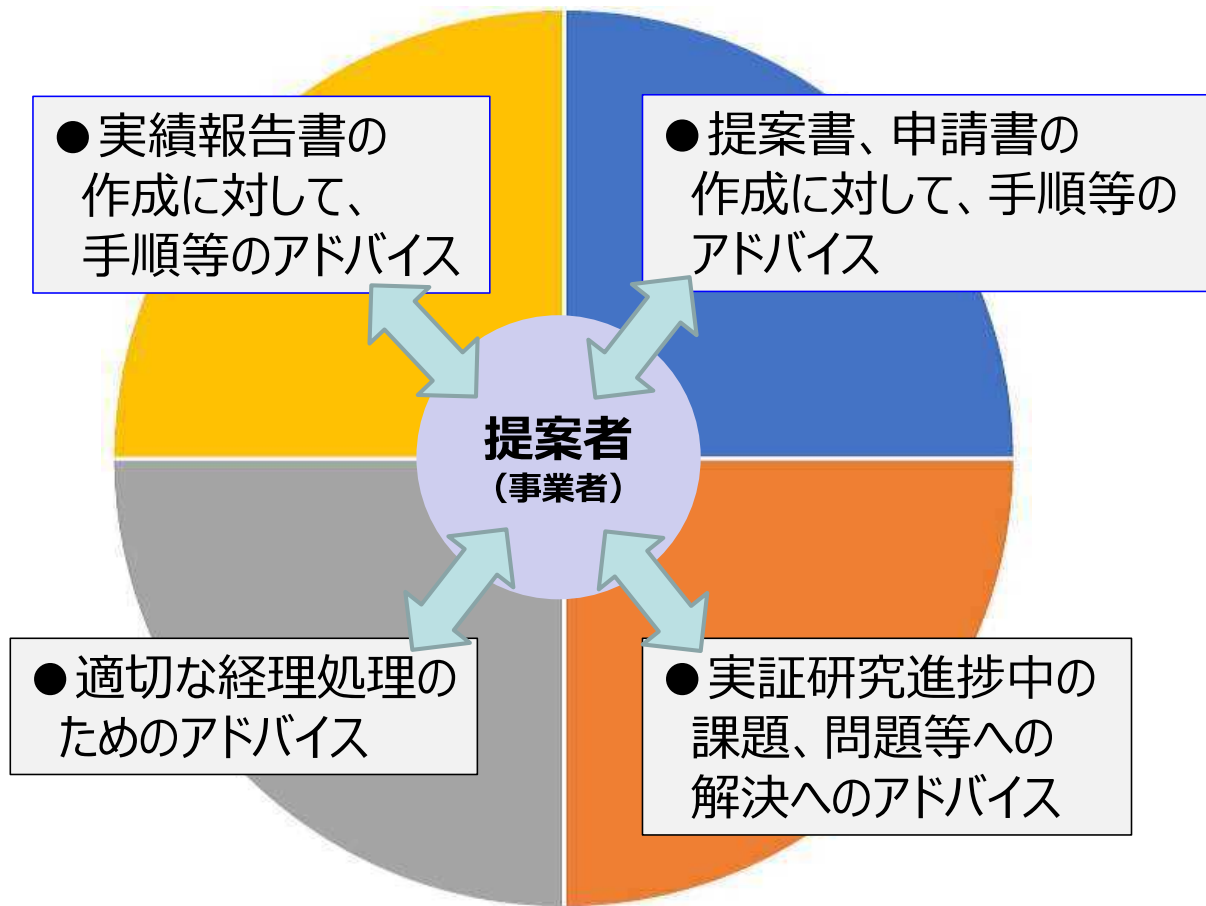 ●実績報告書の
作成に対して、
手順等のアドバイス
●提案書、申請書の
作成に対して、手順等の
アドバイス
提案者
（事業者）
●適切な経理処理の
ためのアドバイス
●実証研究進捗中の
課題、問題等への
解決へのアドバイス